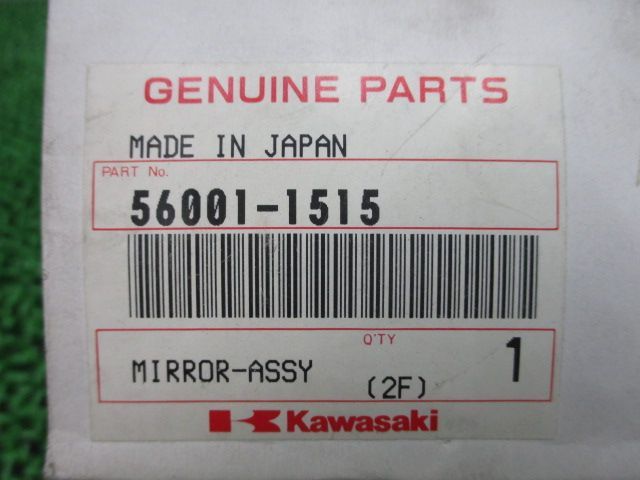 GENUINE PARTS
MADE IN JAPAN
PART No.
56001-1515
Q'TY
MIRROR-ASSY (2F) 1
Kawasaki